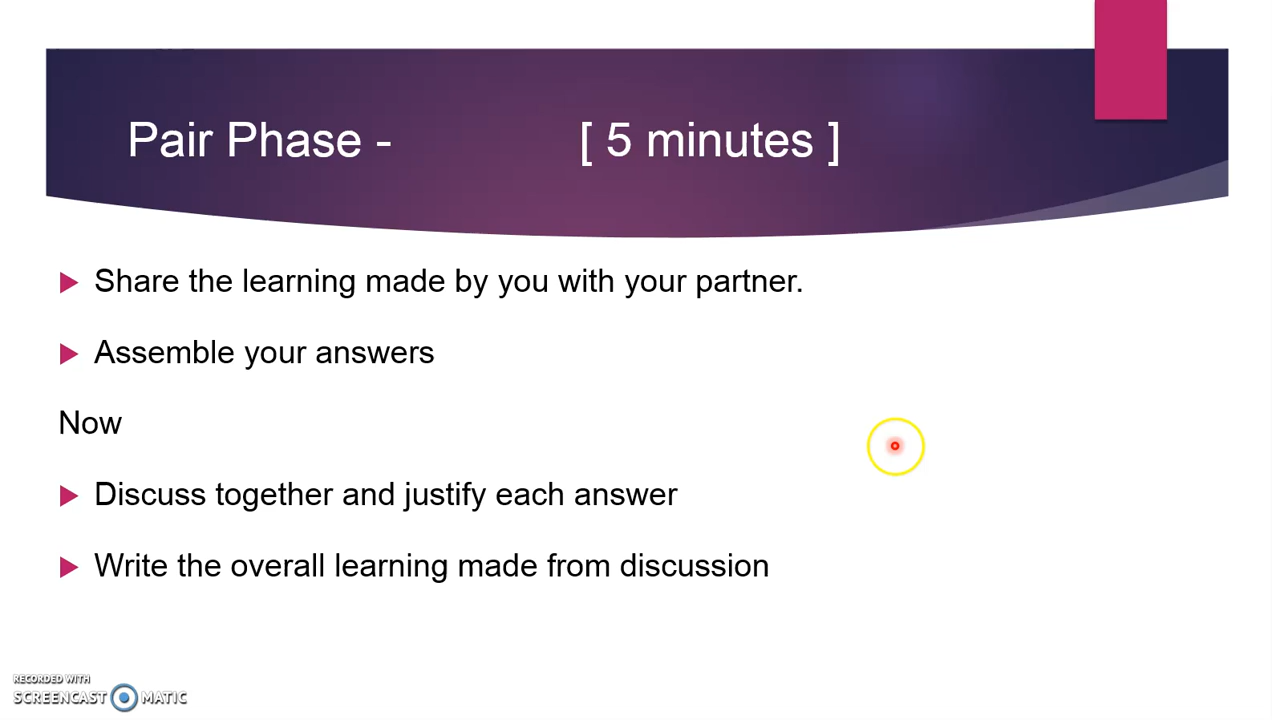 Pair Phase - [ 5 minutes ]
Share the learning made by you with your partner.
Assemble your answers
Now
Discuss together and justify each answer
Write the overall learning made from discussion
RECORDED WITH
SCREENCAST MATIC